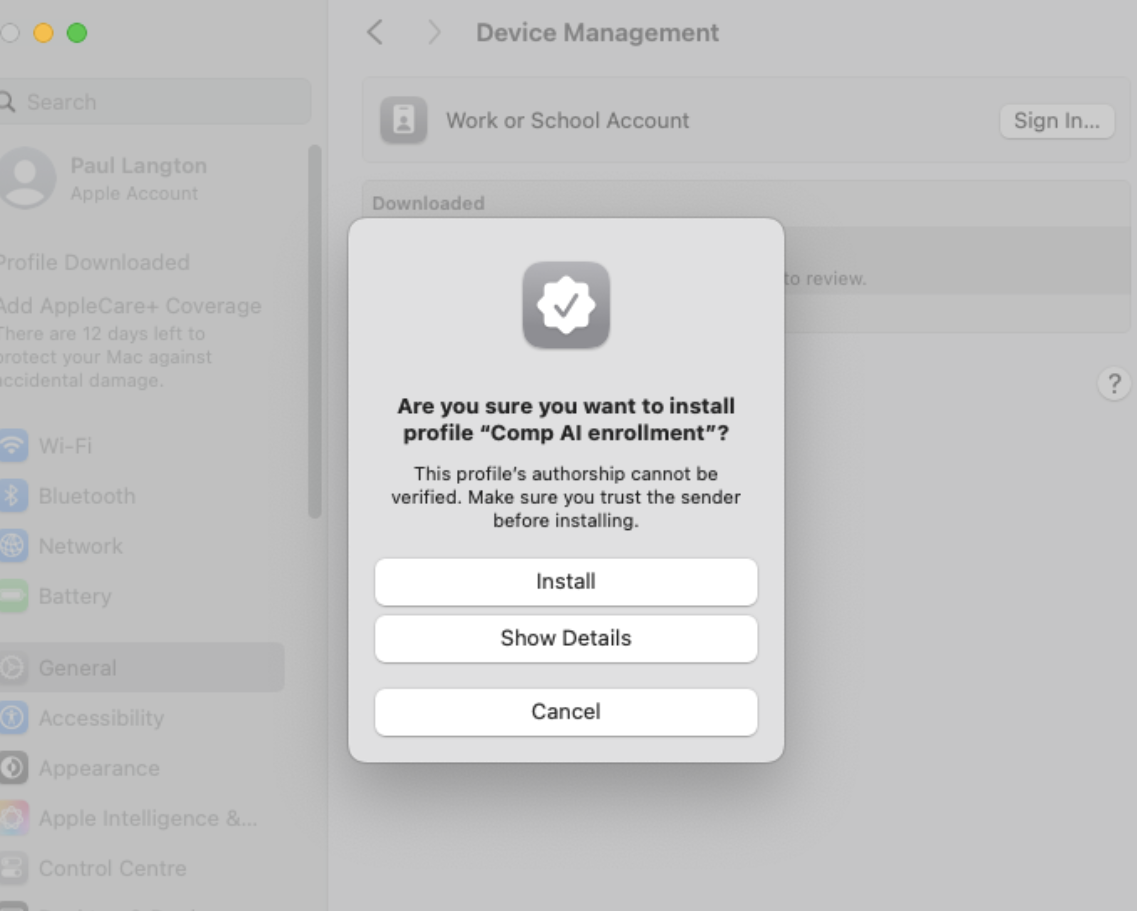 Device Management
Search
Work or School Account
Sign In...
Paul Langton
Apple Account
Downloaded
Profile Downloaded
to review.
Add AppleCare+ Coverage
There are 12 days left to
protect your Mac against
accidental damage.
?
Are you sure you want to install
profile “Comp AI enrollment”?
This profile’s authorship cannot be
verified. Make sure you trust the sender
before installing.
Install
Show Details
Cancel
Wi-Fi
Bluetooth
Network
Battery
General
Accessibility
Appearance
Apple Intelligence &...
Control Centre